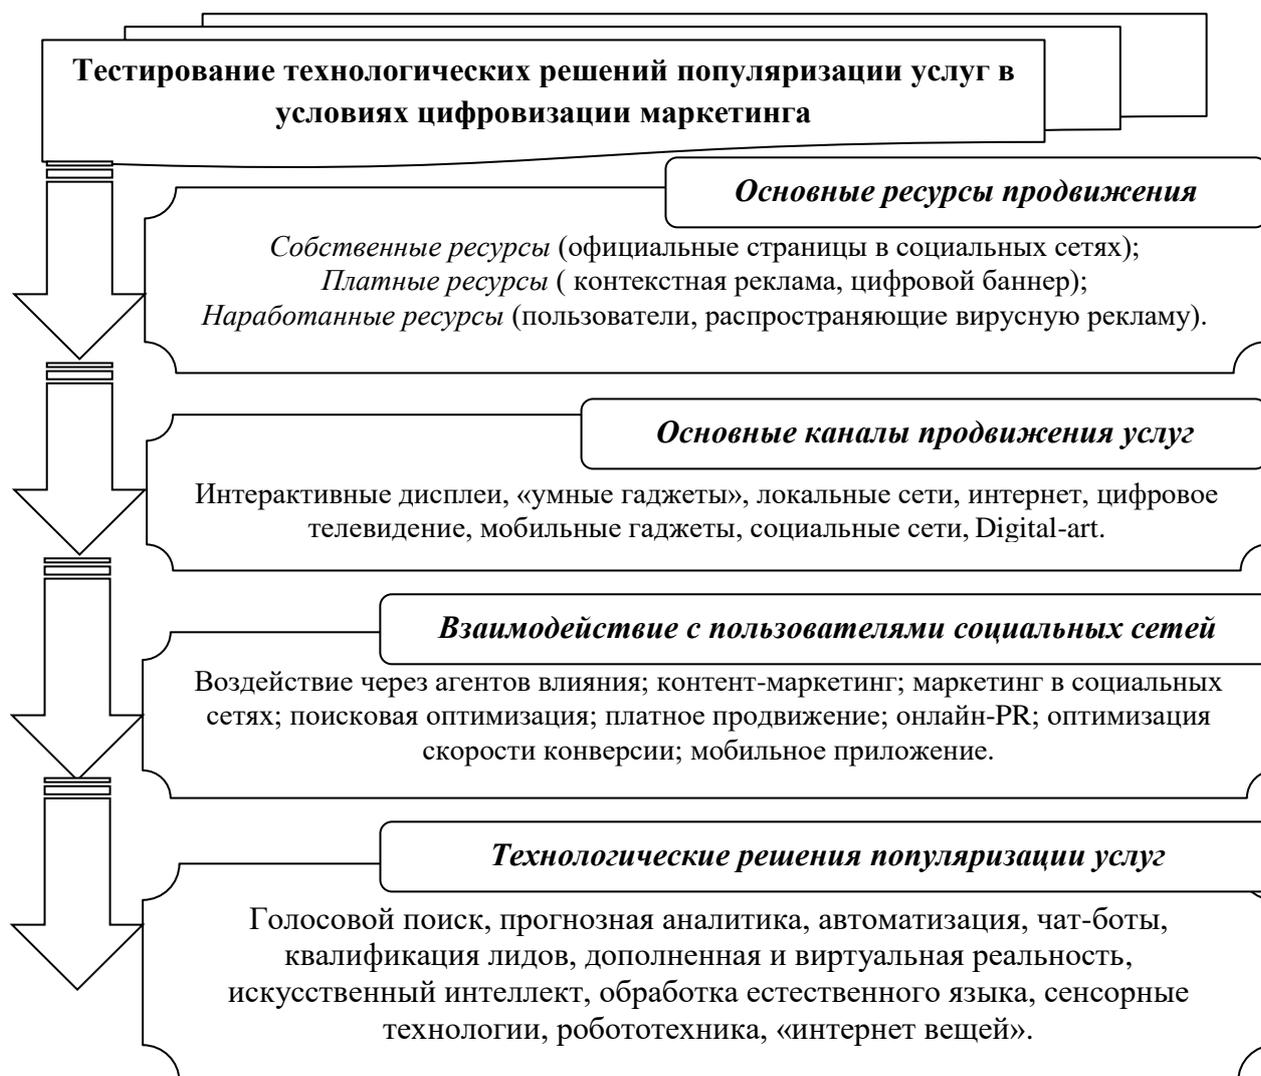 Тестирование технологических решений популяризации услуг в
условиях цифровизации маркетинга
Основные ресурсы продвижения
Собственные ресурсы (официальные страницы в социальных сетях);
Платные ресурсы ( контекстная реклама, цифровой баннер);
Наработанные ресурсы (пользователи, распространяющие вирусную рекламу).
Основные каналы продвижения услуг
Интерактивные дисплеи, «умные гаджеты», локальные сети, интернет, цифровое
телевидение, мобильные гаджеты, социальные сети, Digital-art.
Взаимодействие с пользователями социальных сетей
Воздействие через агентов влияния; контент-маркетинг; маркетинг в социальных
сетях; поисковая оптимизация; платное продвижение; онлайн-PR; оптимизация
скорости конверсии; мобильное приложение.
Технологические решения популяризации услуг
Голосовой поиск, прогнозная аналитика, автоматизация, чат-боты,
квалификация лидов, дополненная и виртуальная реальность,
искусственный интеллект, обработка естественного языка, сенсорные
технологии, робототехника, «интернет вещей».